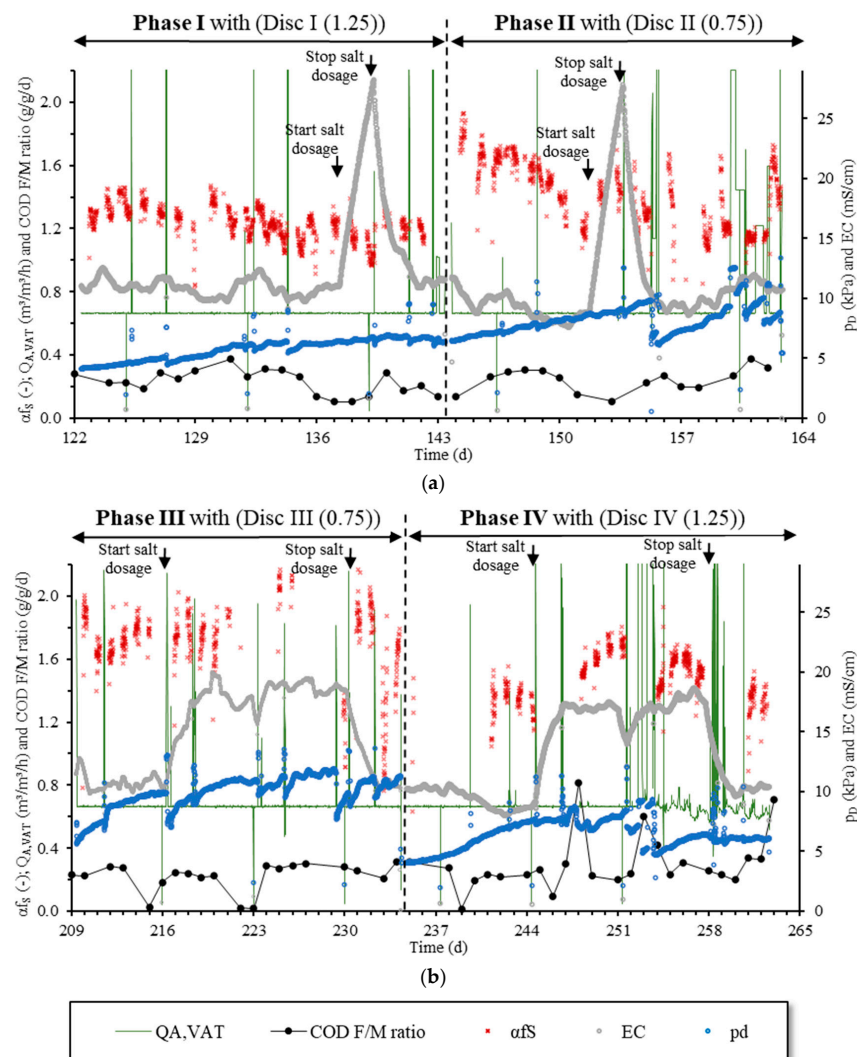 Phase I with (Disc I (1.25)) Phase II with (Disc II (0.75))
Stop salt dosage
Stop salt dosage
Start salt dosage
Start salt dosage
αfS (-); QA,VAT (m³/m³/h) and COD F/M ratio (g/g/d)
2.0
1.6
1.2
0.8
0.4
0.0
25
20
15
10
5
0
pD (kPa) and EC (mS/cm)
122 129 136 143 150 157 164
Time (d)
(a)
Phase III with (Disc III (0.75)) Phase IV with (Disc IV (1.25))
Start salt dosage
Stop salt dosage
Start salt dosage
Stop salt dosage
αfS (-); QA,VAT (m³/m³/h) and COD F/M ratio (g/g/d)
2.0
1.6
1.2
0.8
0.4
0.0
25
20
15
10
5
0
pD (kPa) and EC (mS/cm)
209 216 223 230 237 244 251 258 265
Time (d)
(b)
QA,VAT COD F/M ratio αfS EC pd